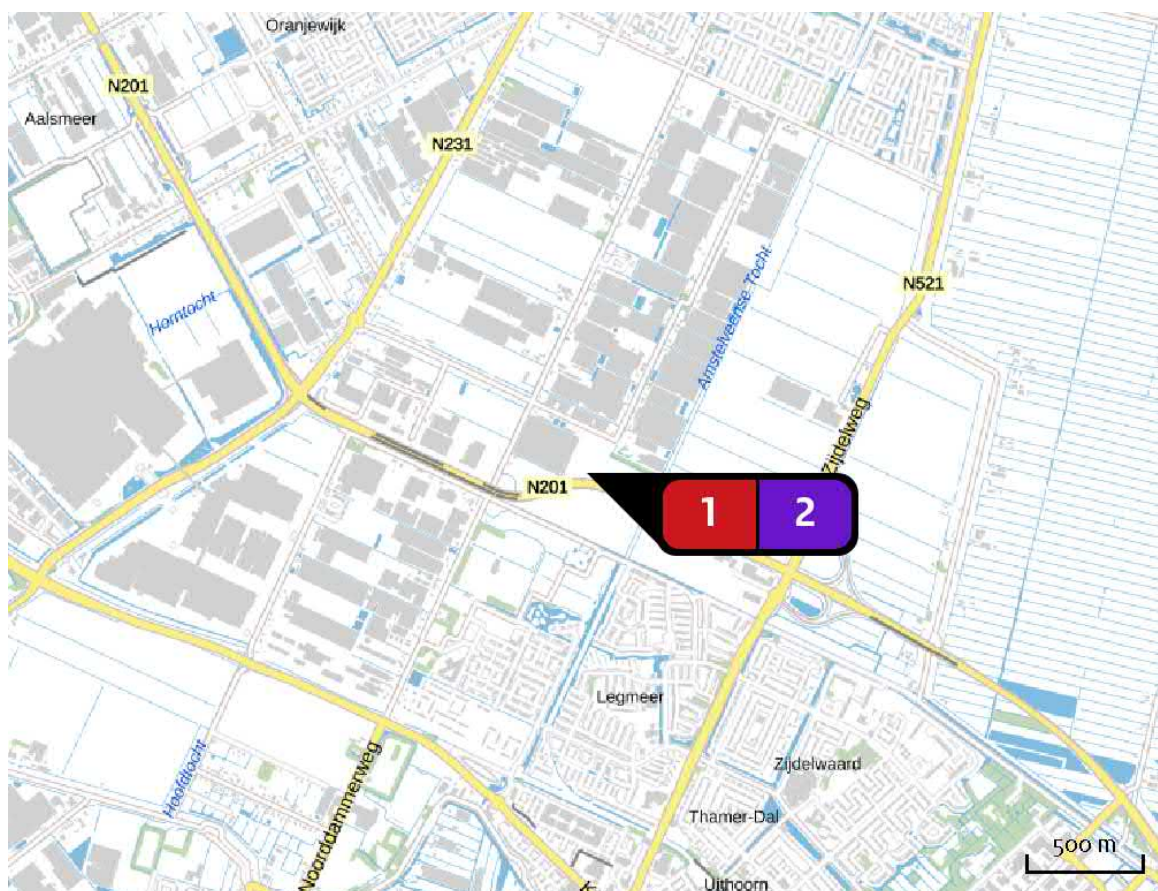 Oranjewijk
N201
Aalsmeer
N231
Amstelveense Tocht
N521
Horntocht
Zijdelweg
N201
1
2
Legmeer
Zijdelwaard
Hoofdtocht
Noorddammerweg
Thamer-Dal
500 m
Uithoorn